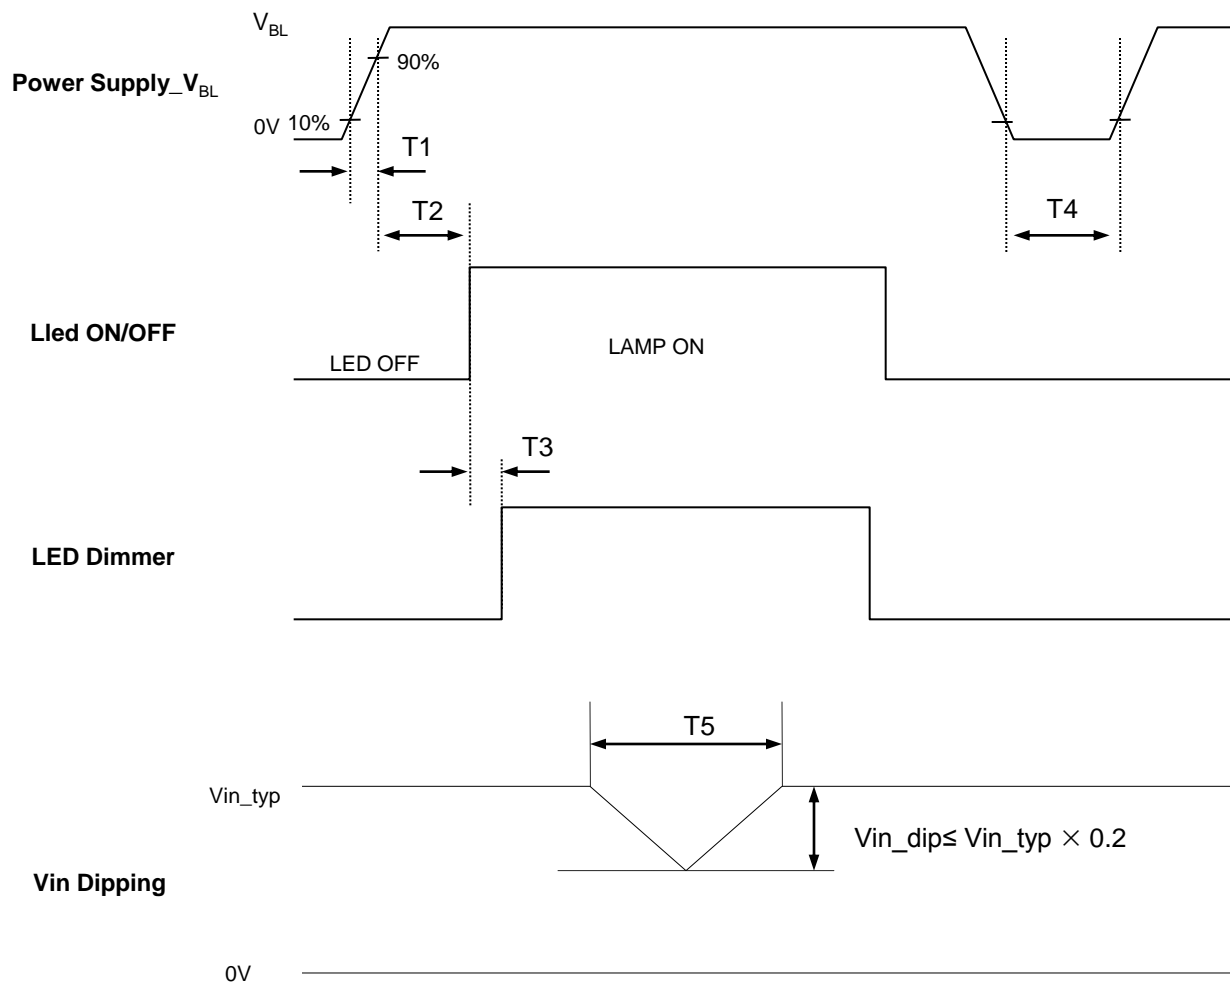 V_BL
90%
Power Supply_V_BL
0V 10%
T1
T2
T4
Lled ON/OFF
LED OFF
LAMP ON
T3
LED Dimmer
T5
Vin_typ
Vin_dip≤ Vin_typ × 0.2
Vin Dipping
0V